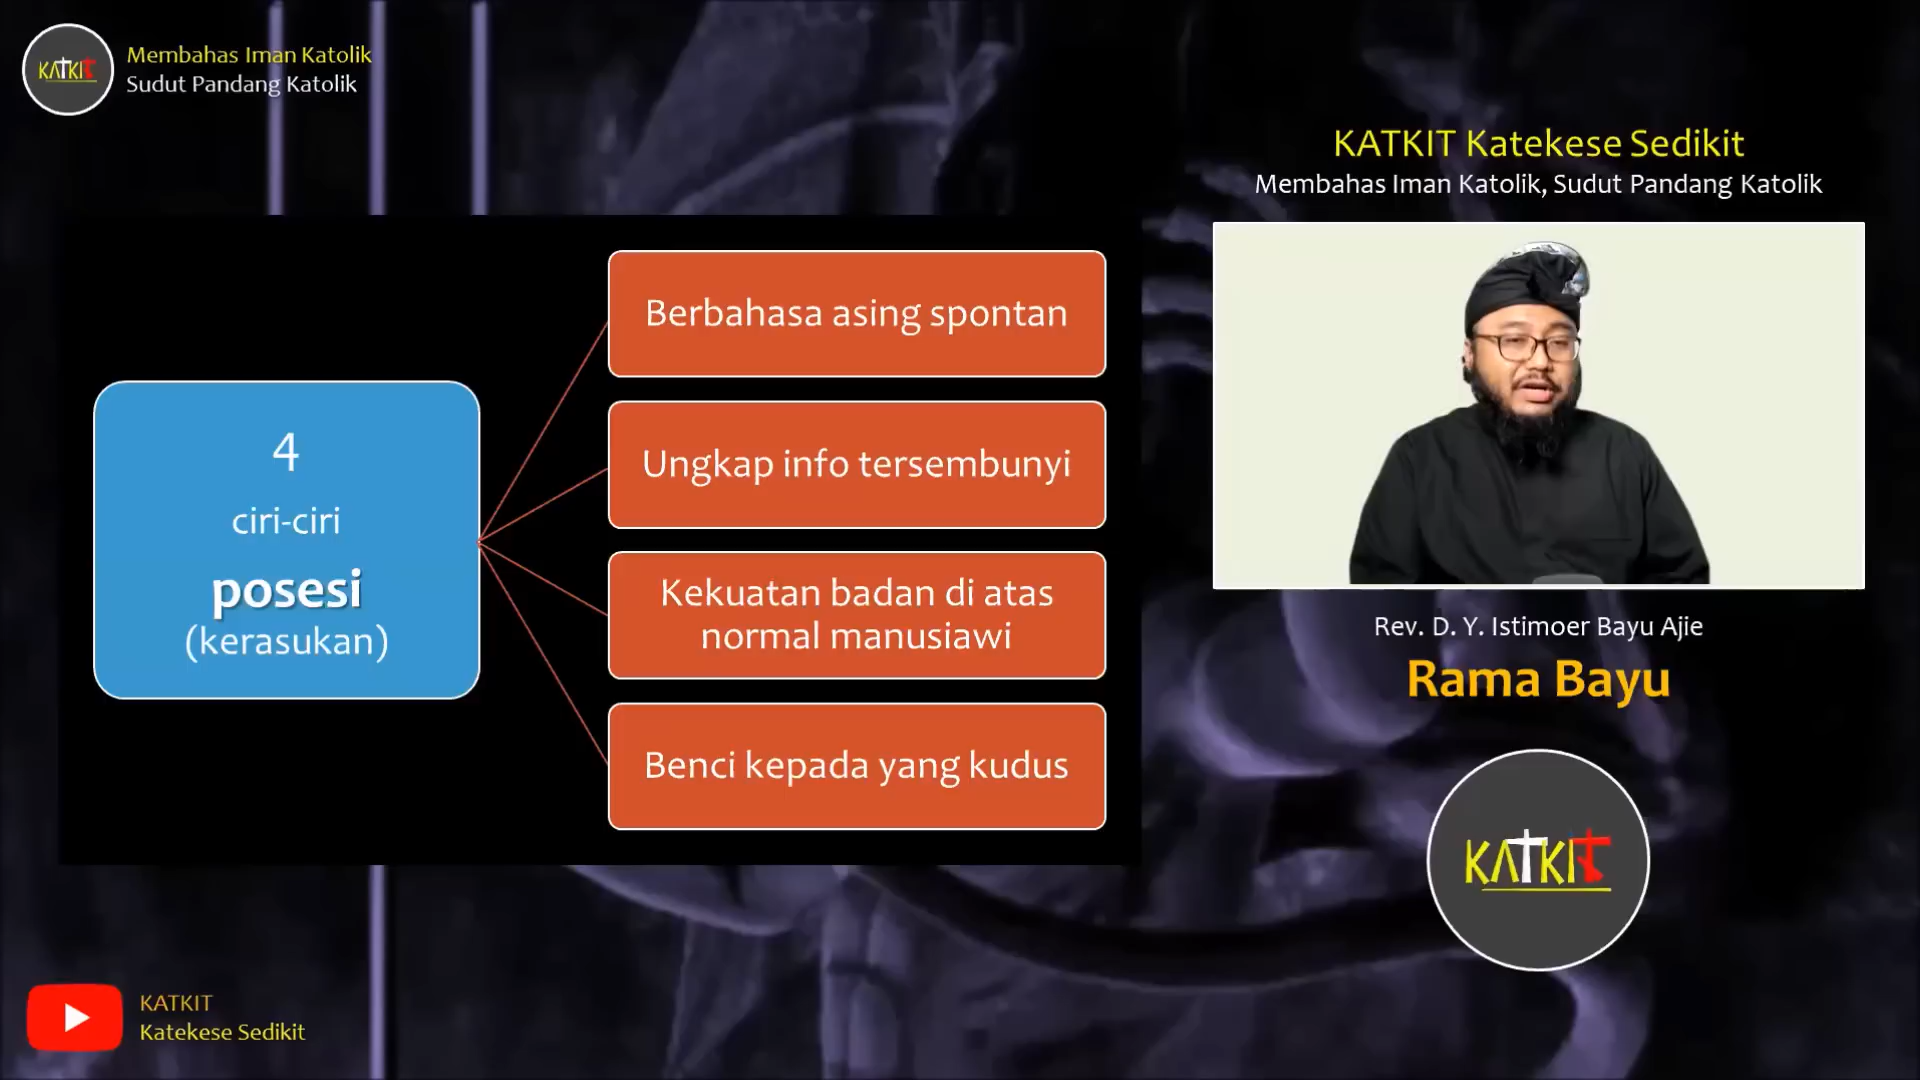 KATKIT
Membahas Iman Katolik
Sudut Pandang Katolik
4
ciri-ciri
posesi
(kerasukan)
Berbahasa asing spontan
Ungkap info tersembunyi
Kekuatan badan di atas
normal manusiawi
Benci kepada yang kudus
KATKIT Katekese Sedikit
Membahas Iman Katolik, Sudut Pandang Katolik
Rev. D. Y. Istimoer Bayu Ajie
Rama Bayu
KATKIT
KATKIT
Katekese Sedikit